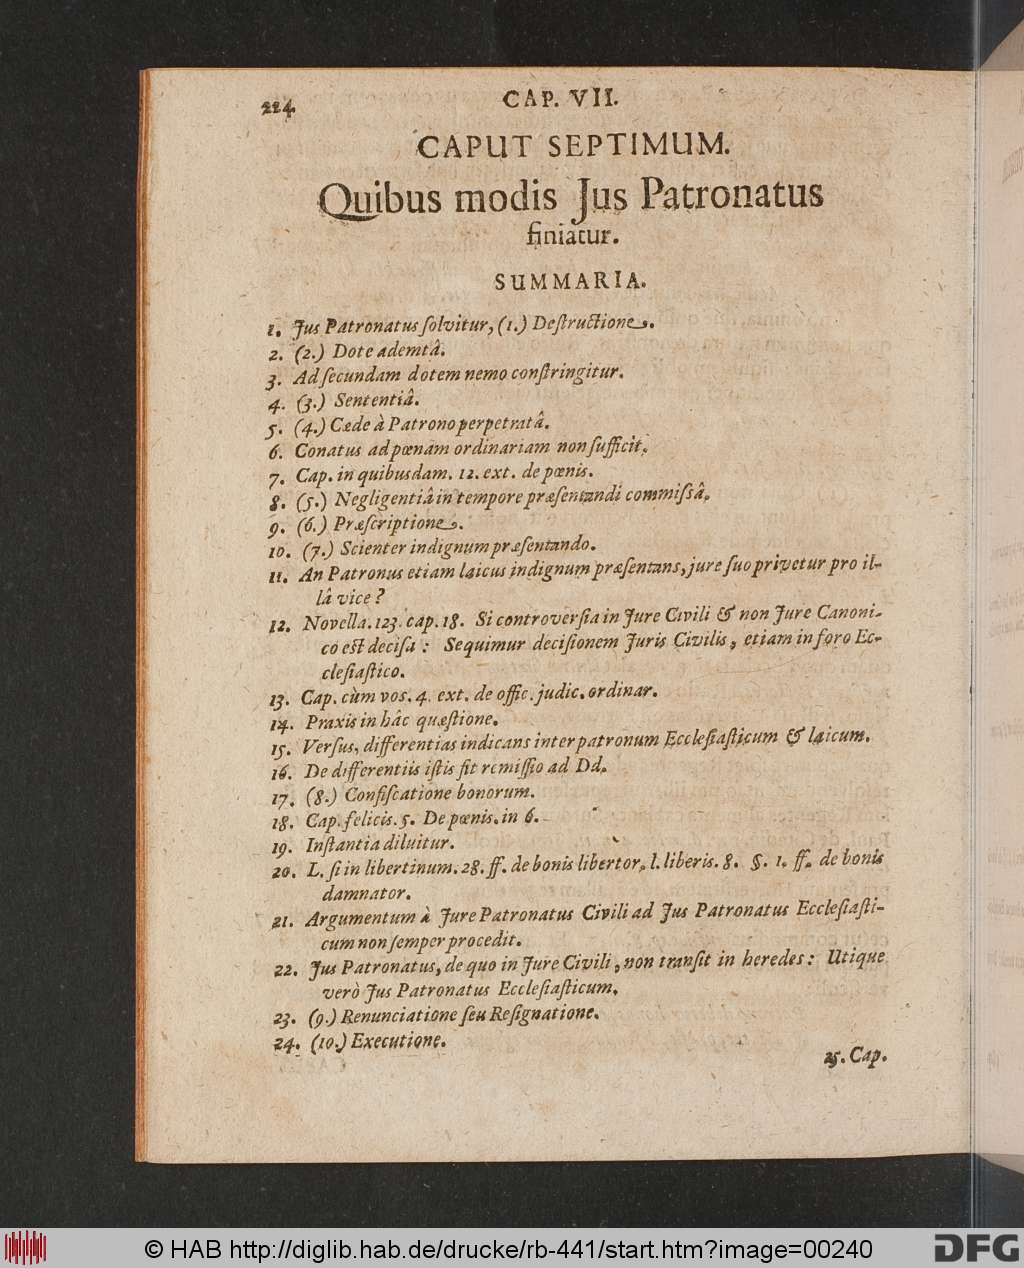 224.
CAP. VII.
CAPUT SEPTIMUM.
Quibus modis Jus Patronatus
finiatur.
SUMMARIA.
1. Jus Patronatus ſolvitur, (1.) Deſtructione.
2. (2.) Dote ademtâ.
3. Ad ſecundam dotem nemo conſtringitur.
4. (3.) Sententiâ.
5. (4.) Cæde à Patrono perpetratâ.
6. Conatus ad pœnam ordinariam non ſufficit.
7. Cap. in quibusdam. 12. ext. de pœnis.
8. (5.) Negligentiâ in tempore præſentandi commiſsâ.
9. (6.) Præſcriptione.
10. (7.) Scienter indignum præſentando.
11. An Patronus etiam laicus indignum præſentans, jure ſuo privetur pro il-
lâ vice?
12. Novella. 123. cap. 18. Si controverſia in Jure Civili & non Jure Canoni-
co est deciſa: Sequimur deciſionem Juris Civilis, etiam in foro Ec-
cleſiaſtico.
13. Cap. cùm vos. 4. ext. de offic. judic. ordinar.
14. Praxis in hâc quæſtione.
15. Verſus, differentias indicans inter patronum Eccleſiaſticum & laicum.
16. De differentiis iſtis fit remiſſio ad Dd.
17. (8.) Confiſcatione bonorum.
18. Cap. felicis. 5. De pœnis. in 6.
19. Inſtantia diluitur.
20. L. ſi in libertinum. 28. ff. de bonis libertor. l. liberis. 8. §. 1. ff. de bonis
damnator.
21. Argumentum à Jure Patronatus Civili ad Jus Patronatus Eccleſiaſti-
cum non ſemper procedit.
22. Jus Patronatus, de quo in Jure Civili, non tranſit in heredes: Utique
verò Jus Patronatus Eccleſiaſticum.
23. (9.) Renunciatione ſeu Reſignatione.
24. (10.) Executione.
25. Cap.
© HAB http://diglib.hab.de/drucke/rb-441/start.htm?image=00240
DFG